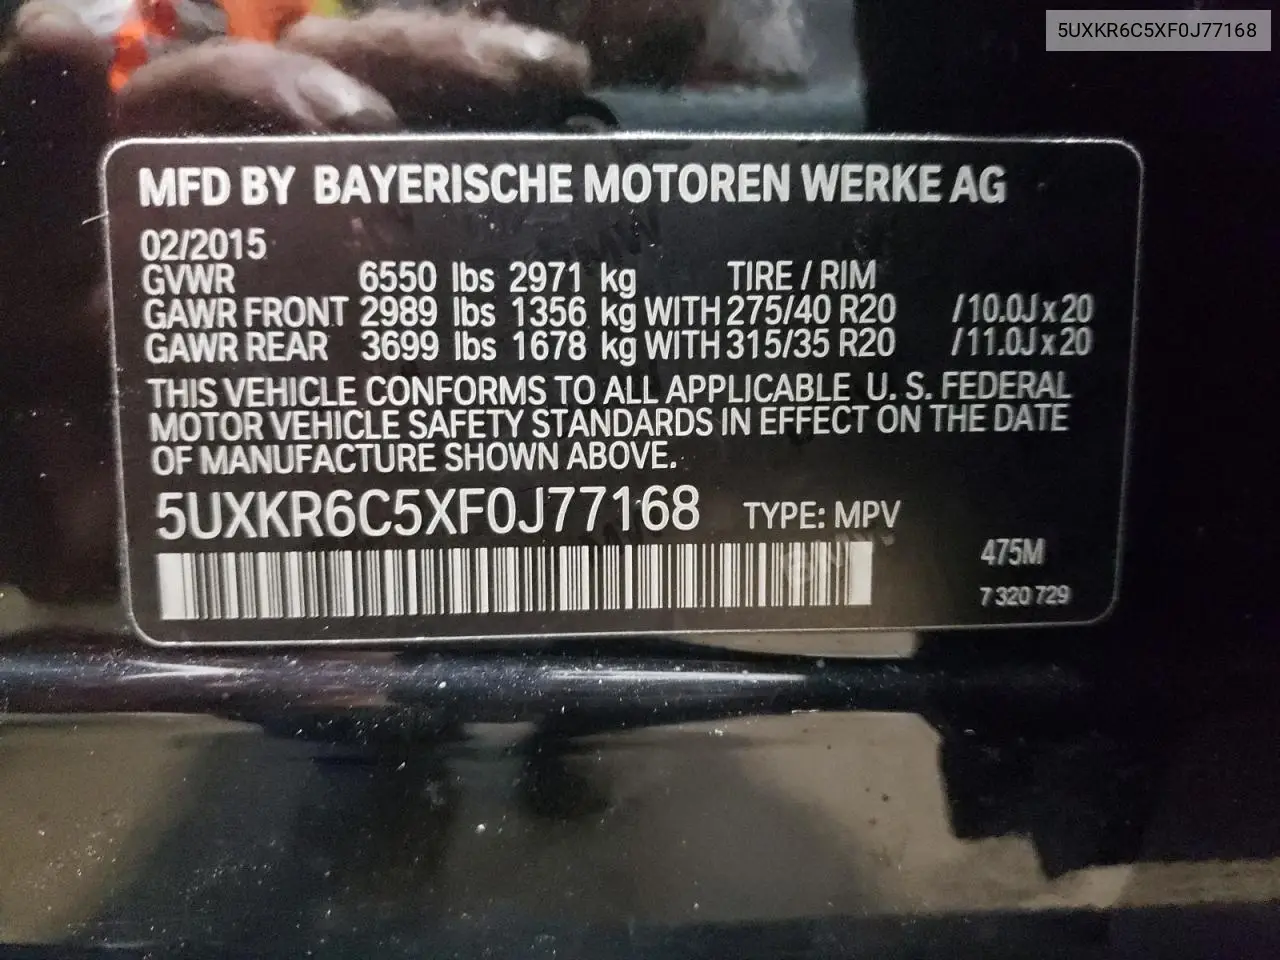 5UXKR6C5XF0J77168
MFD BY BAYERISCHE MOTOREN WERKE AG
02/2015
GVWR 6550 lbs 2971 kg TIRE / RIM
GAWR FRONT 2989 lbs 1356 kg WITH 275/40 R20 /10.0J x 20
GAWR REAR 3699 lbs 1678 kg WITH 315/35 R20 /11.0J x 20
THIS VEHICLE CONFORMS TO ALL APPLICABLE U. S. FEDERAL
MOTOR VEHICLE SAFETY STANDARDS IN EFFECT ON THE DATE
OF MANUFACTURE SHOWN ABOVE.
5UXKR6C5XF0J77168 TYPE: MPV
475M
7 320 729